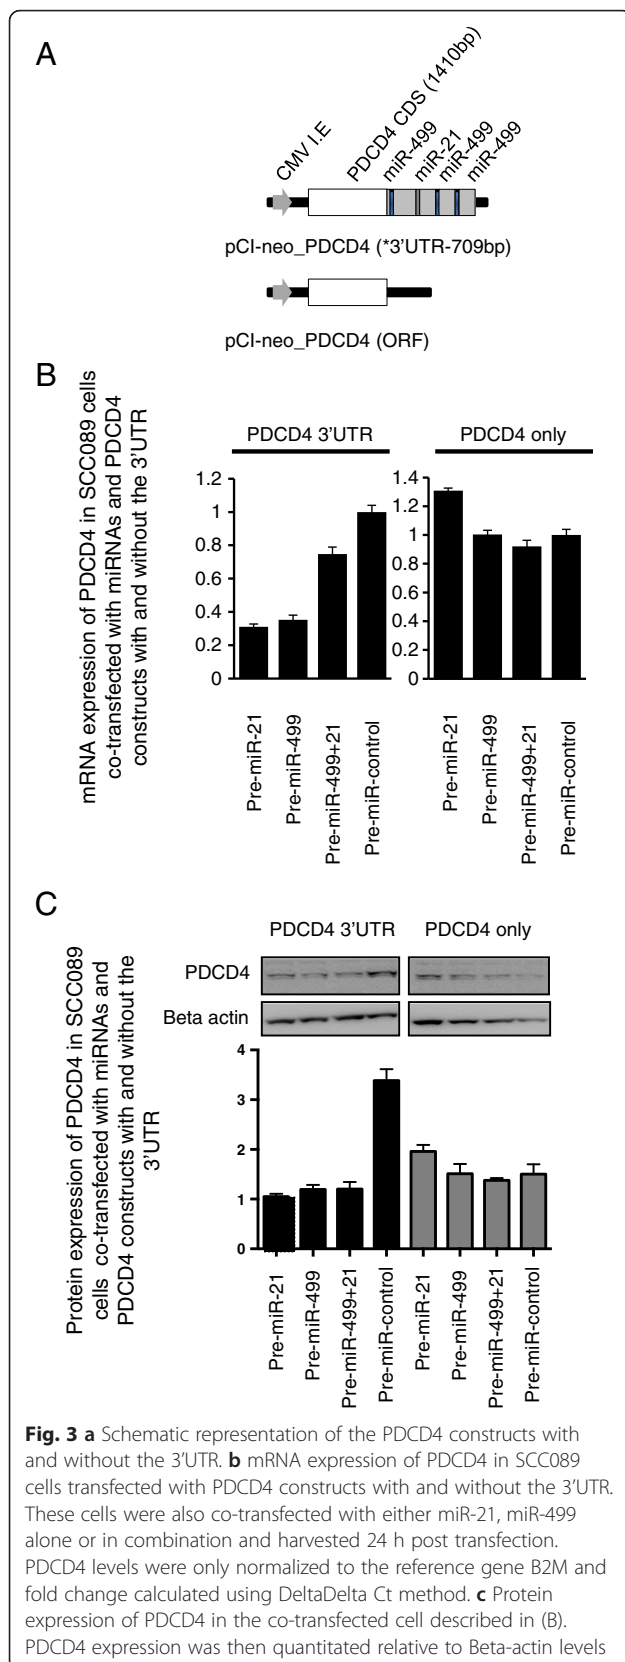 A
CMV I.E
PDCD4 CDS (1410bp)
miR-499
miR-21
miR-499
miR-499
pCI-neo_PDCD4 (*3'UTR-709bp)
pCI-neo_PDCD4 (ORF)
B
mRNA expression of PDCD4 in SCC089 cells
co-transfected with miRNAs and PDCD4
constructs with and without the 3'UTR
PDCD4 3'UTR
1.2
1
0.8
0.6
0.4
0.2
0
Pre-miR-21
Pre-miR-499
Pre-miR-499+21
Pre-miR-control
PDCD4 only
1.4
1.2
1
0.8
0.6
0.4
0.2
0
Pre-miR-21
Pre-miR-499
Pre-miR-499+21
Pre-miR-control
C
Protein expression of PDCD4 in SCC089
cells co-transfected with miRNAs and
PDCD4 constructs with and without the
3'UTR
PDCD4 3'UTR
PDCD4 only
PDCD4
Beta actin
4
3
2
1
0
Pre-miR-21
Pre-miR-499
Pre-miR-499+21
Pre-miR-control
Pre-miR-21
Pre-miR-499
Pre-miR-499+21
Pre-miR-control
Fig. 3 a Schematic representation of the PDCD4 constructs with
and without the 3'UTR. b mRNA expression of PDCD4 in SCC089
cells transfected with PDCD4 constructs with and without the 3'UTR.
These cells were also co-transfected with either miR-21, miR-499
alone or in combination and harvested 24 h post transfection.
PDCD4 levels were only normalized to the reference gene B2M and
fold change calculated using DeltaDelta Ct method. c Protein
expression of PDCD4 in the co-transfected cell described in (B).
PDCD4 expression was then quantitated relative to Beta-actin levels